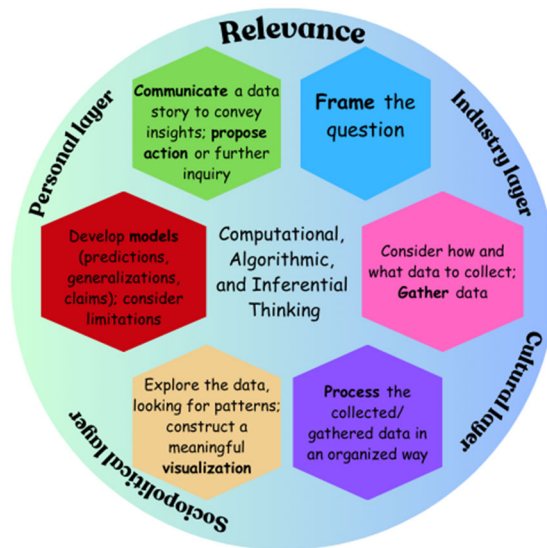 Relevance
Personal layer
Industry layer
Communicate a data
story to convey
insights; propose
action or further
inquiry
Frame the
question
Develop models
(predictions,
generalizations,
claims); consider
limitations
Computational,
Algorithmic,
and Inferential
Thinking
Consider how and
what data to collect;
Gather data
Explore the data,
looking for patterns;
construct a
meaningful
visualization
Process the
collected/
gathered data in
an organized way
Sociopolitical layer
Cultural layer